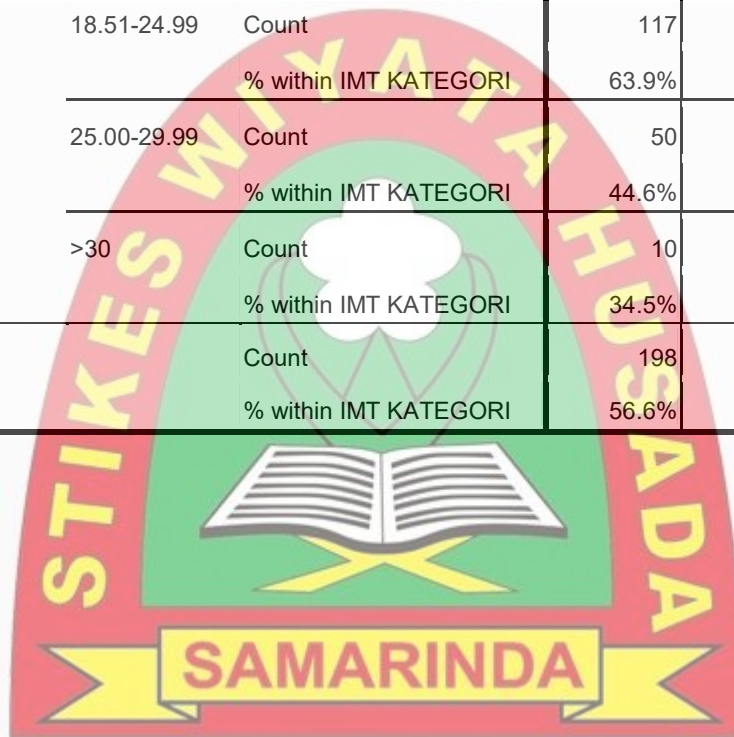 18.51-24.99 Count 117
% within IMT KATEGORI 63.9%
25.00-29.99 Count 50
% within IMT KATEGORI 44.6%
>30 Count 10
% within IMT KATEGORI 34.5%
Count 198
% within IMT KATEGORI 56.6%
STIKES WIYATA HUSADA
SAMARINDA